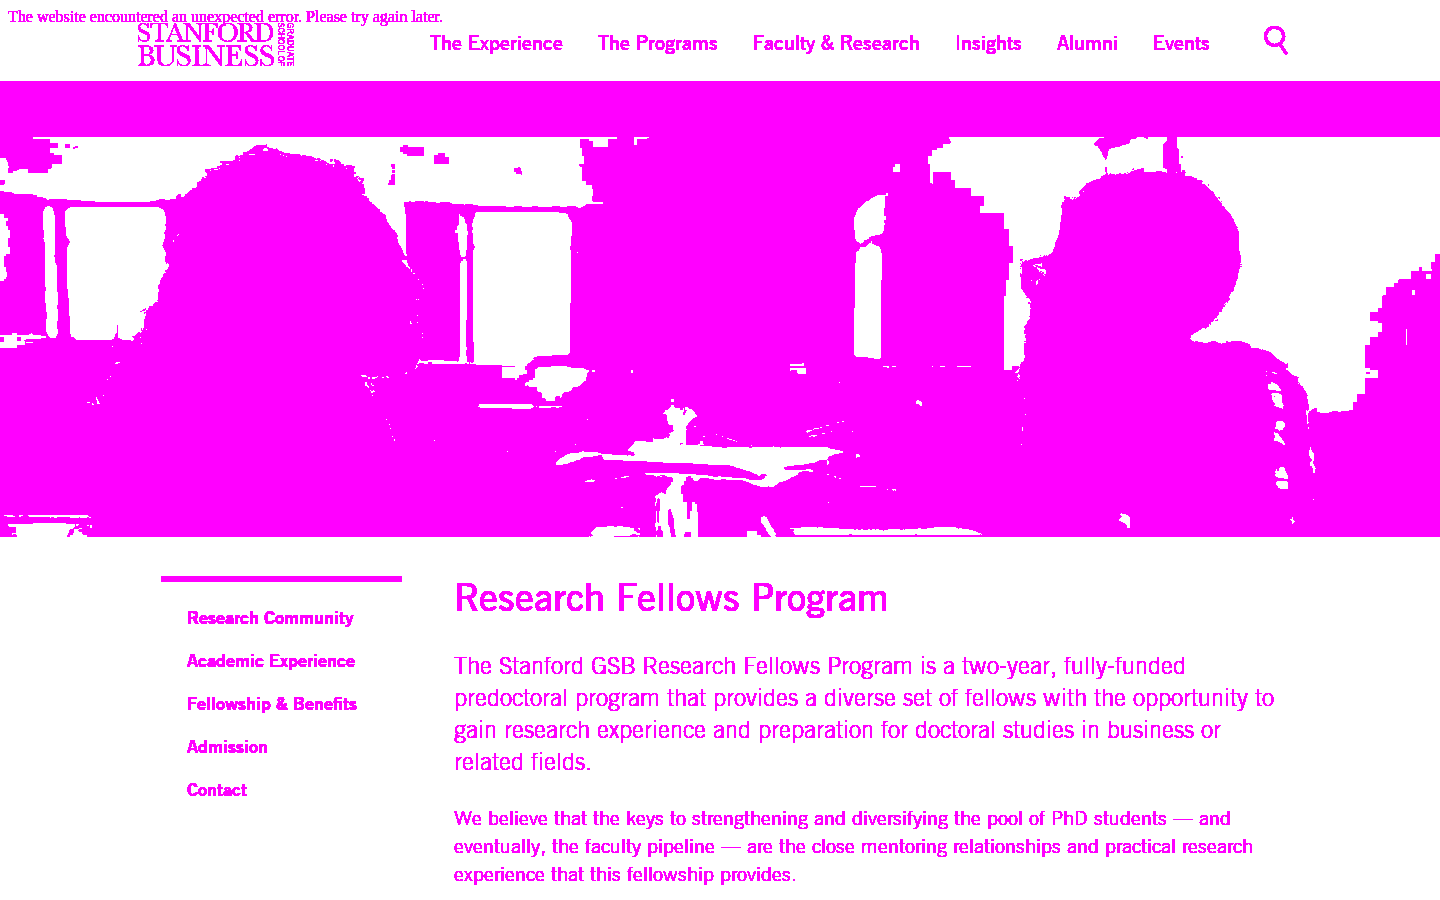 The website encountered an unexpected error. Please try again later.
STANFORD
BUSINESS
GRADUATE
SCHOOL OF
The Experience
The Programs
Faculty & Research
Insights
Alumni
Events
Research Community
Academic Experience
Fellowship & Benefits
Admission
Contact
Research Fellows Program
The Stanford GSB Research Fellows Program is a two-year, fully-funded
predoctoral program that provides a diverse set of fellows with the opportunity to
gain research experience and preparation for doctoral studies in business or
related fields.
We believe that the keys to strengthening and diversifying the pool of PhD students — and
eventually, the faculty pipeline — are the close mentoring relationships and practical research
experience that this fellowship provides.